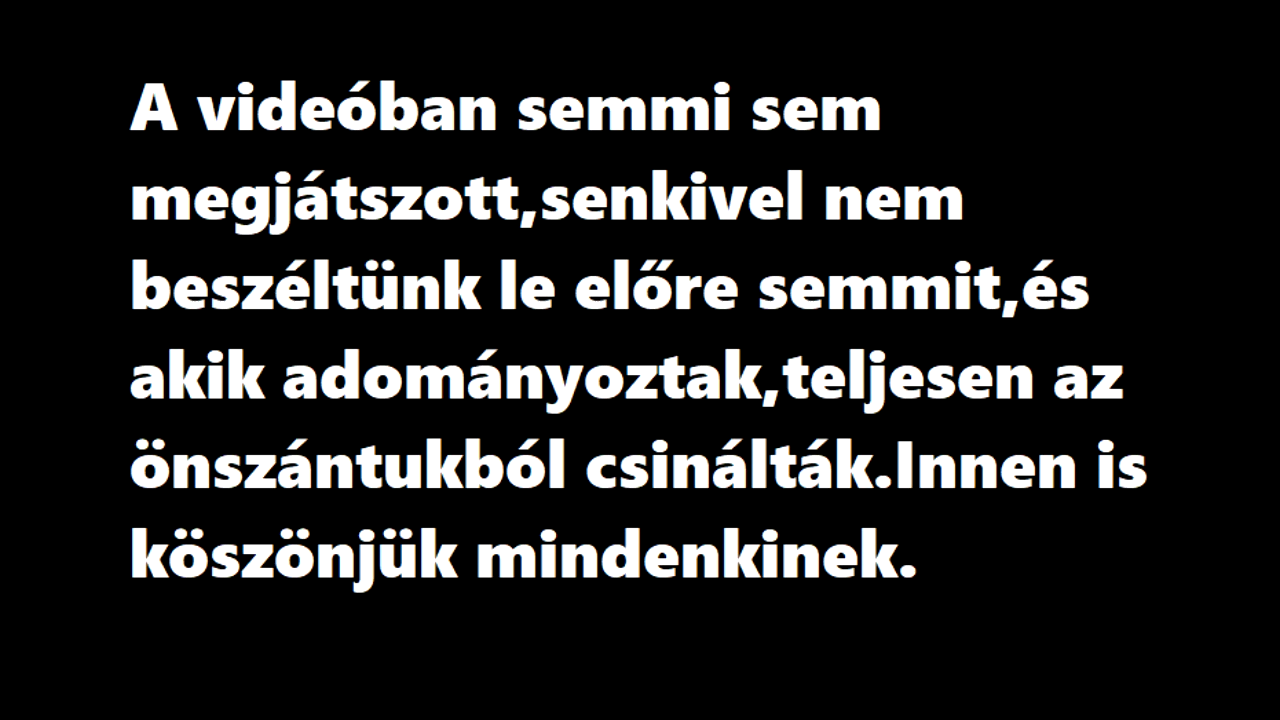 A videóban semmi sem
megjátszott,senkivel nem
beszéltünk le előre semmit,és
akik adományoztak,teljesen az
önszántukból csinálták.Innen is
köszönjük mindenkinek.